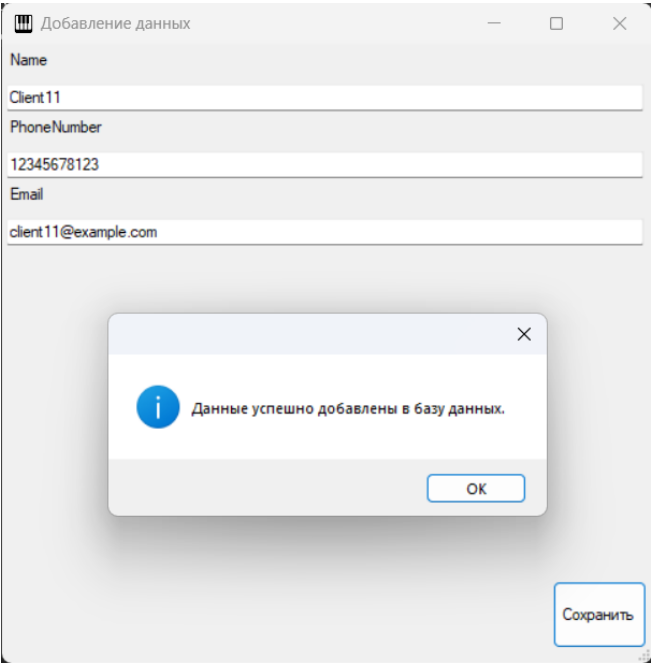 Добавление данных
Name
Client11
PhoneNumber
12345678123
Email
client11@example.com
Данные успешно добавлены в базу данных.
OK
Сохранить